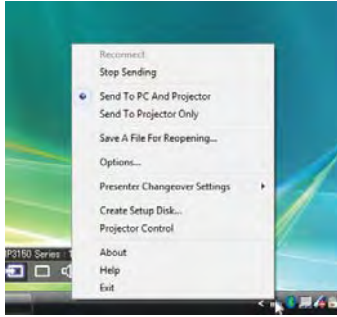 Reconnect
Stop Sending
Send To PC And Projector
Send To Projector Only
Save A File For Reopening...
Options...
Presenter Changeover Settings
Create Setup Disk...
Projector Control
About
Help
Exit
Series